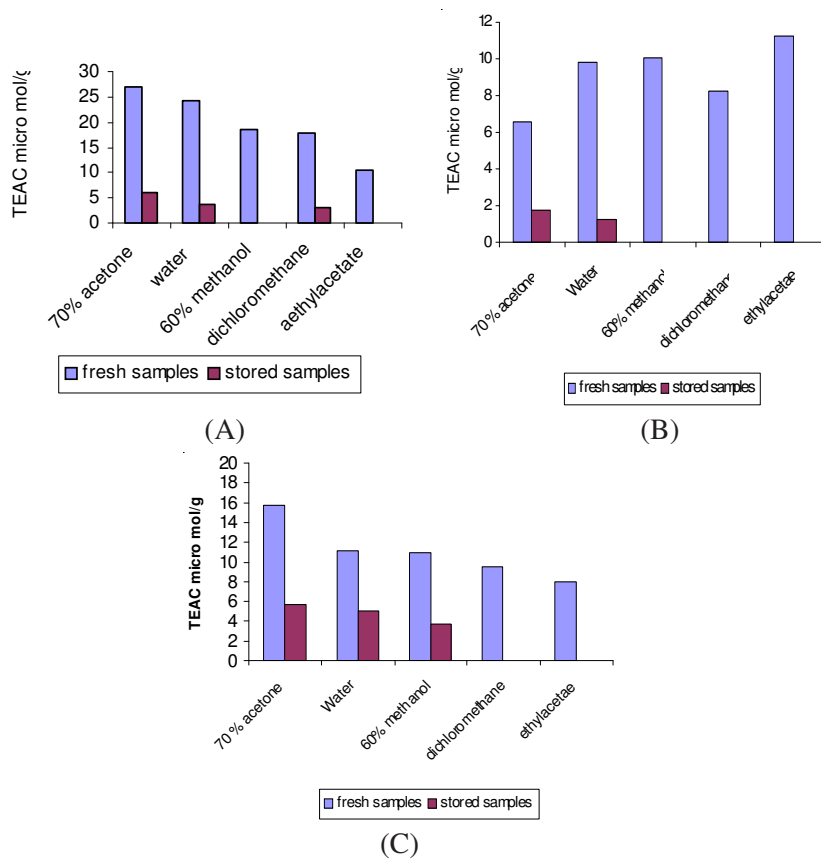 TEAC micro mol/g
30
25
20
15
10
5
0
70% acetone
water
60% methanol
dichloromethane
aethylacetate
fresh samples stored samples
(A)
TEAC micro mol/g
12
10
8
6
4
2
0
70% acetone
Water
60% methanol
dichloromethan
ethylacetae
fresh samples stored samples
(B)
TEAC micro mol/g
20
18
16
14
12
10
8
6
4
2
0
70 % acetone
Water
60% methanol
dichloromethane
ethylacetae
fresh samples stored samples
(C)